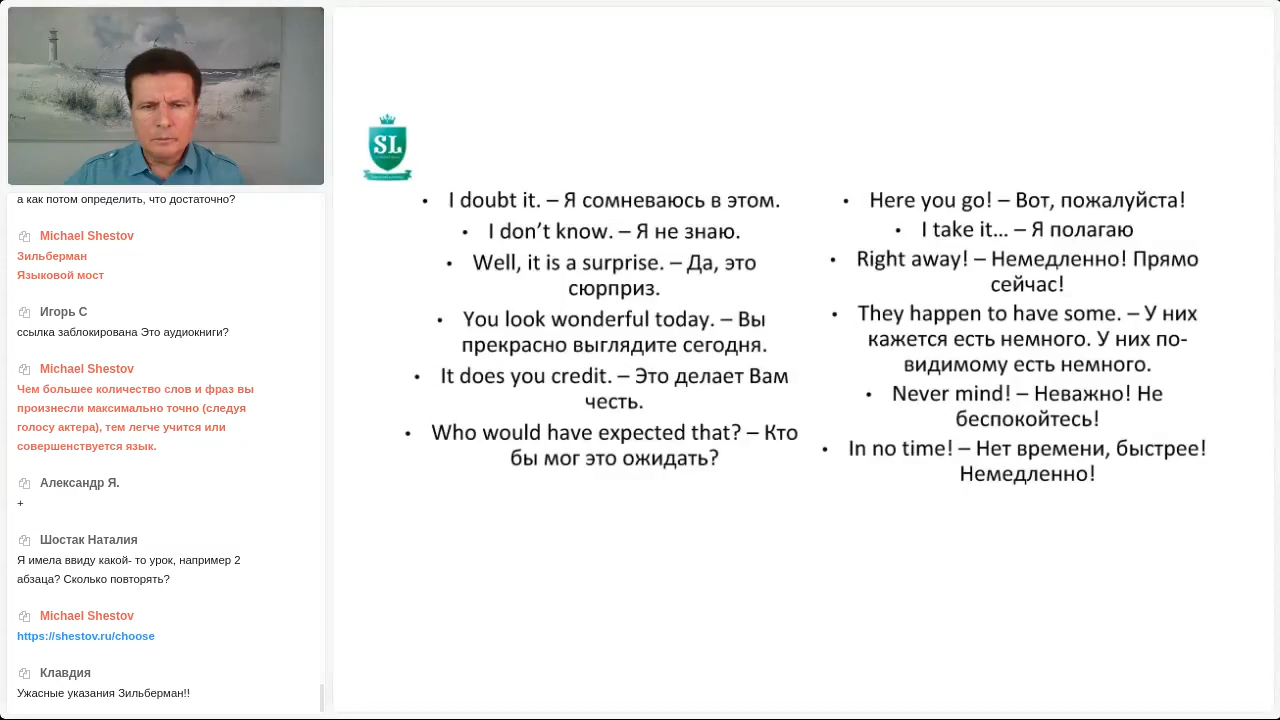 а как потом определить, что достаточно?
Michael Shestov
Зильберман
Языковой мост
Игорь С
ссылка заблокирована Это аудиокниги?
Michael Shestov
Чем большее количество слов и фраз вы
произнесли максимально точно (следуя
голосу актера), тем легче учится или
совершенствуется язык.
Александр Я.
+
Шостак Наталия
Я имела ввиду какой- то урок, например 2
абзаца? Сколько повторять?
Michael Shestov
https://shestov.ru/choose
Клавдия
Ужасные указания Зильберман!!
SL
• I doubt it. – Я сомневаюсь в этом.
• I don’t know. – Я не знаю.
• Well, it is a surprise. – Да, это
сюрприз.
• You look wonderful today. – Вы
прекрасно выглядите сегодня.
• It does you credit. – Это делает Вам
честь.
• Who would have expected that? – Кто
бы мог это ожидать?
• Here you go! – Вот, пожалуйста!
• I take it… – Я полагаю
• Right away! – Немедленно! Прямо
сейчас!
• They happen to have some. – У них
кажется есть немного. У них по-
видимому есть немного.
• Never mind! – Неважно! Не
беспокойтесь!
• In no time! – Нет времени, быстрее!
Немедленно!